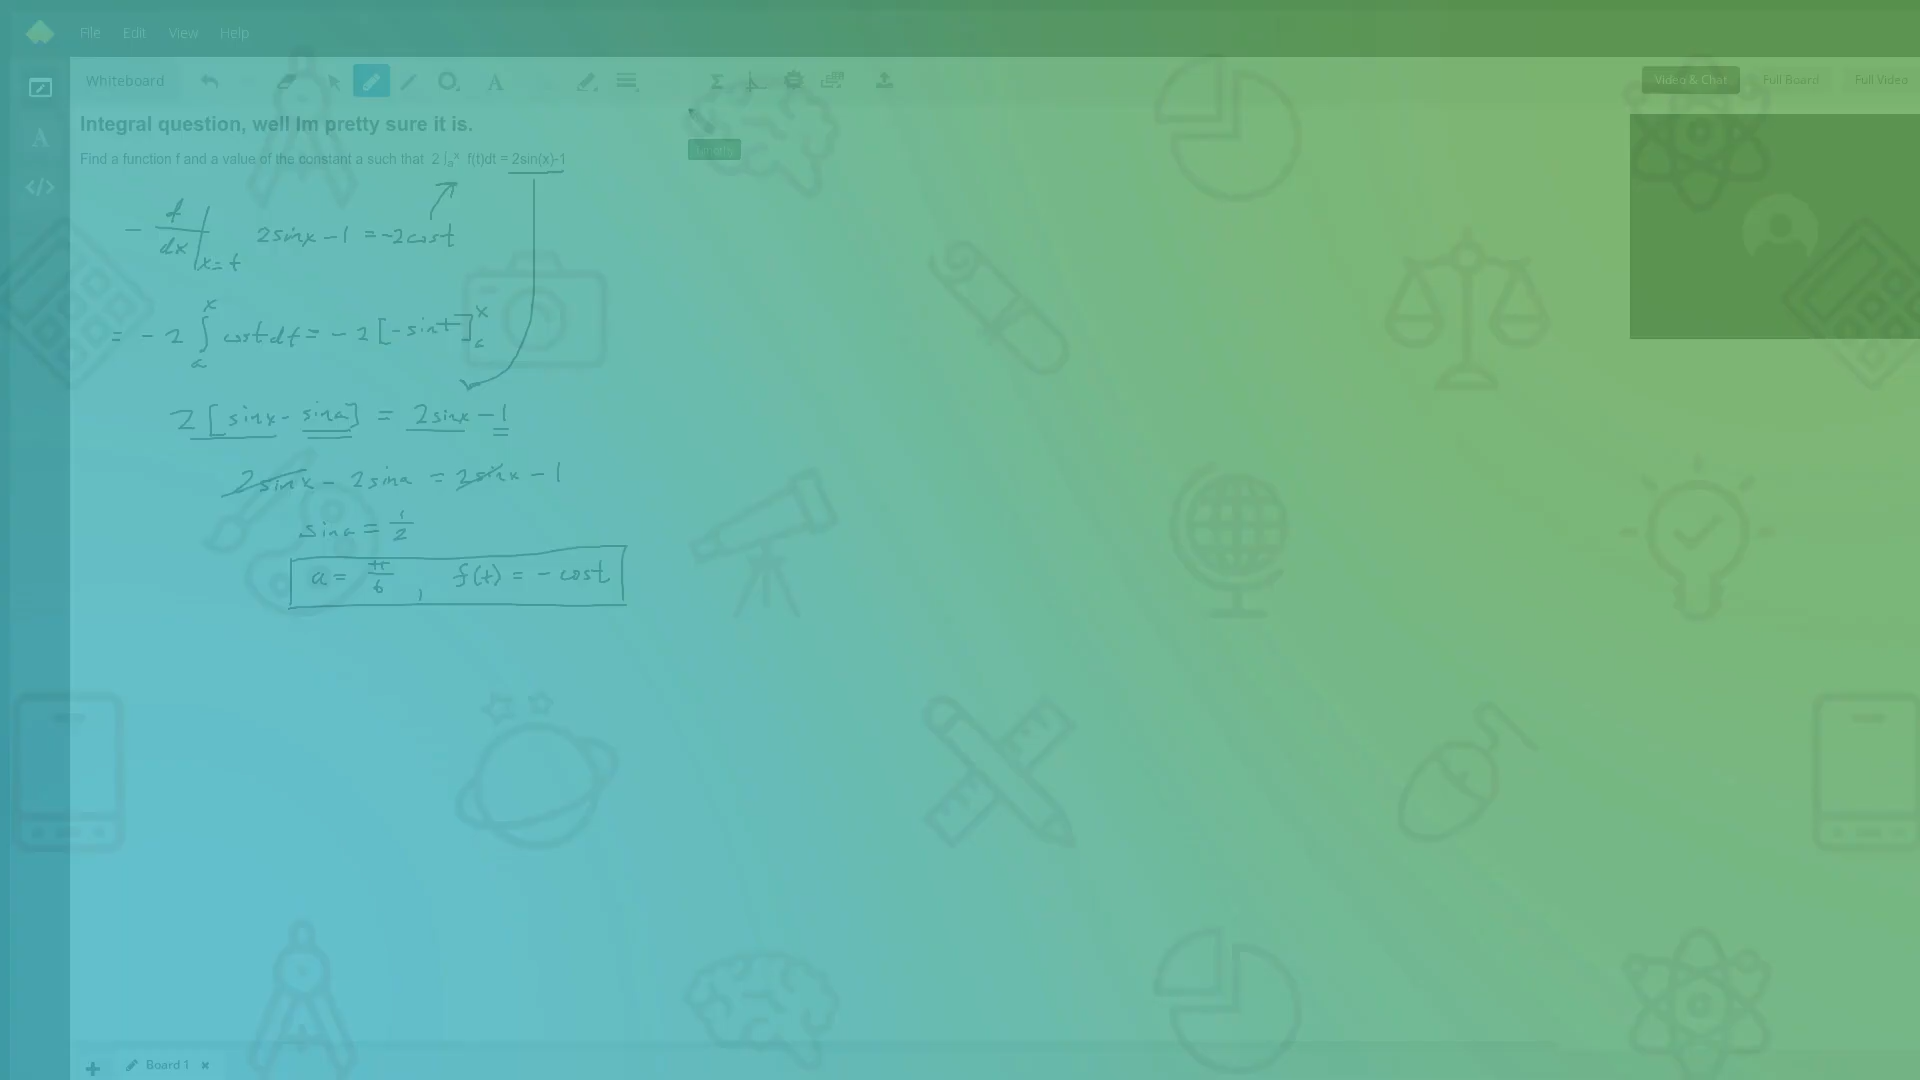 File Edit View Help
Whiteboard
Video & Chat Full Board Full Video
Integral question, well Im pretty sure it is.
Find a function f and a value of the constant a such that 2 ∫ₐˣ f(t)dt = 2sin(x)-1
- d/dx |x=t 2sinx - 1 = -2cost
= - 2 ∫ₐˣ cost dt = - 2 [-sint]ₐˣ
2 [sinx - sina] = 2sinx - 1
2sinx - 2sina = 2sinx - 1
sina = 1/2
a = π/6 , f(t) = - cost
Board 1